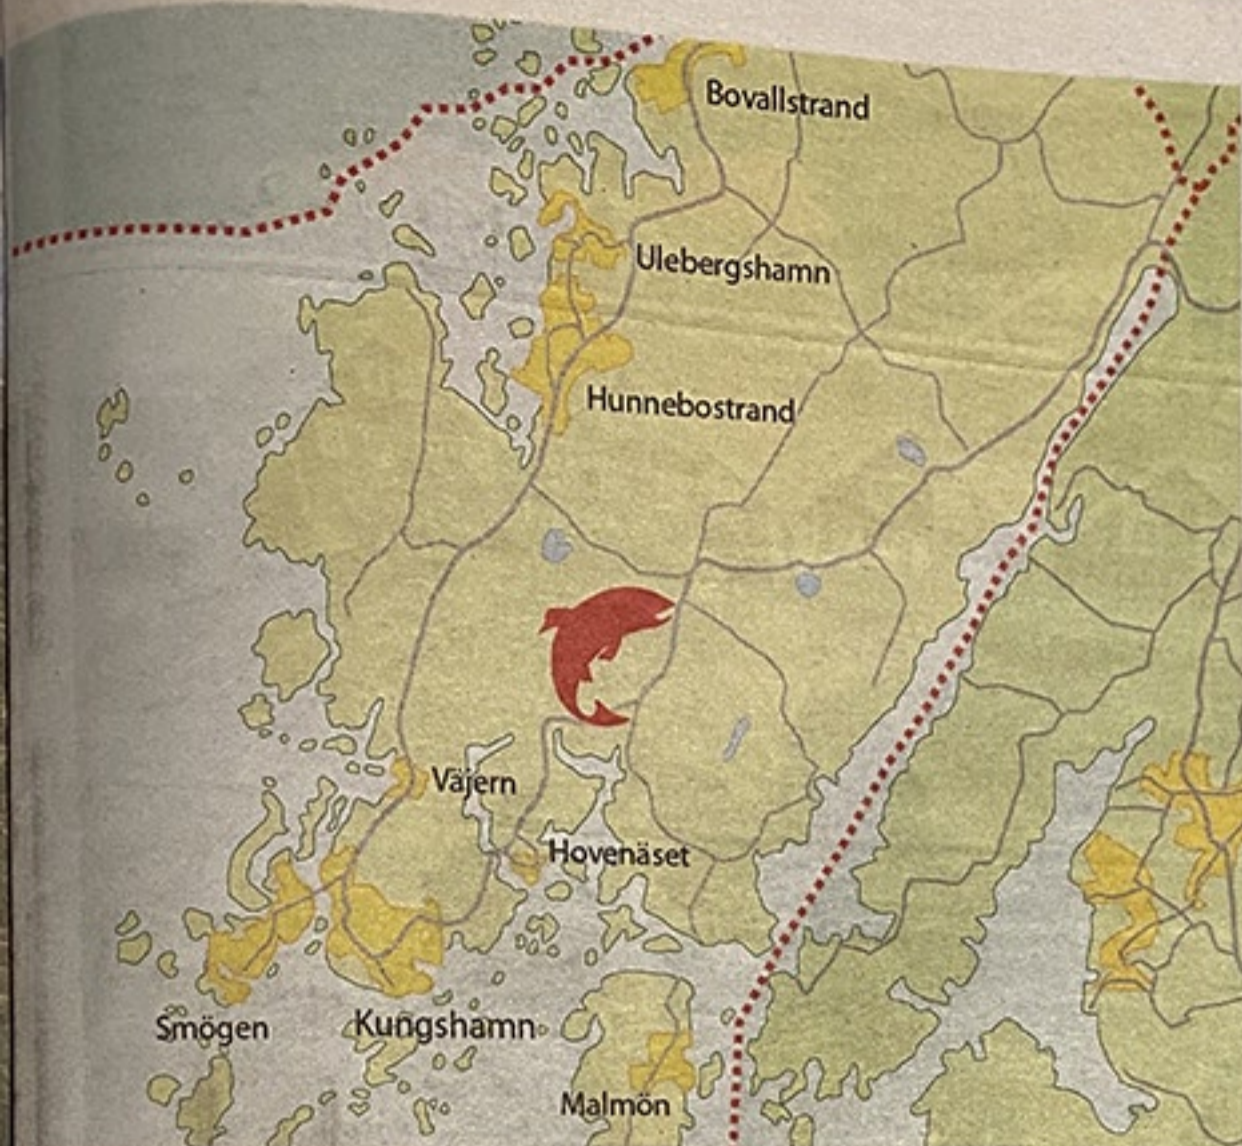 Bovallstrand
Ulebergshamn
Hunnebostrand
Väjern
Hovenäset
Smögen
Kungshamn
Malmön